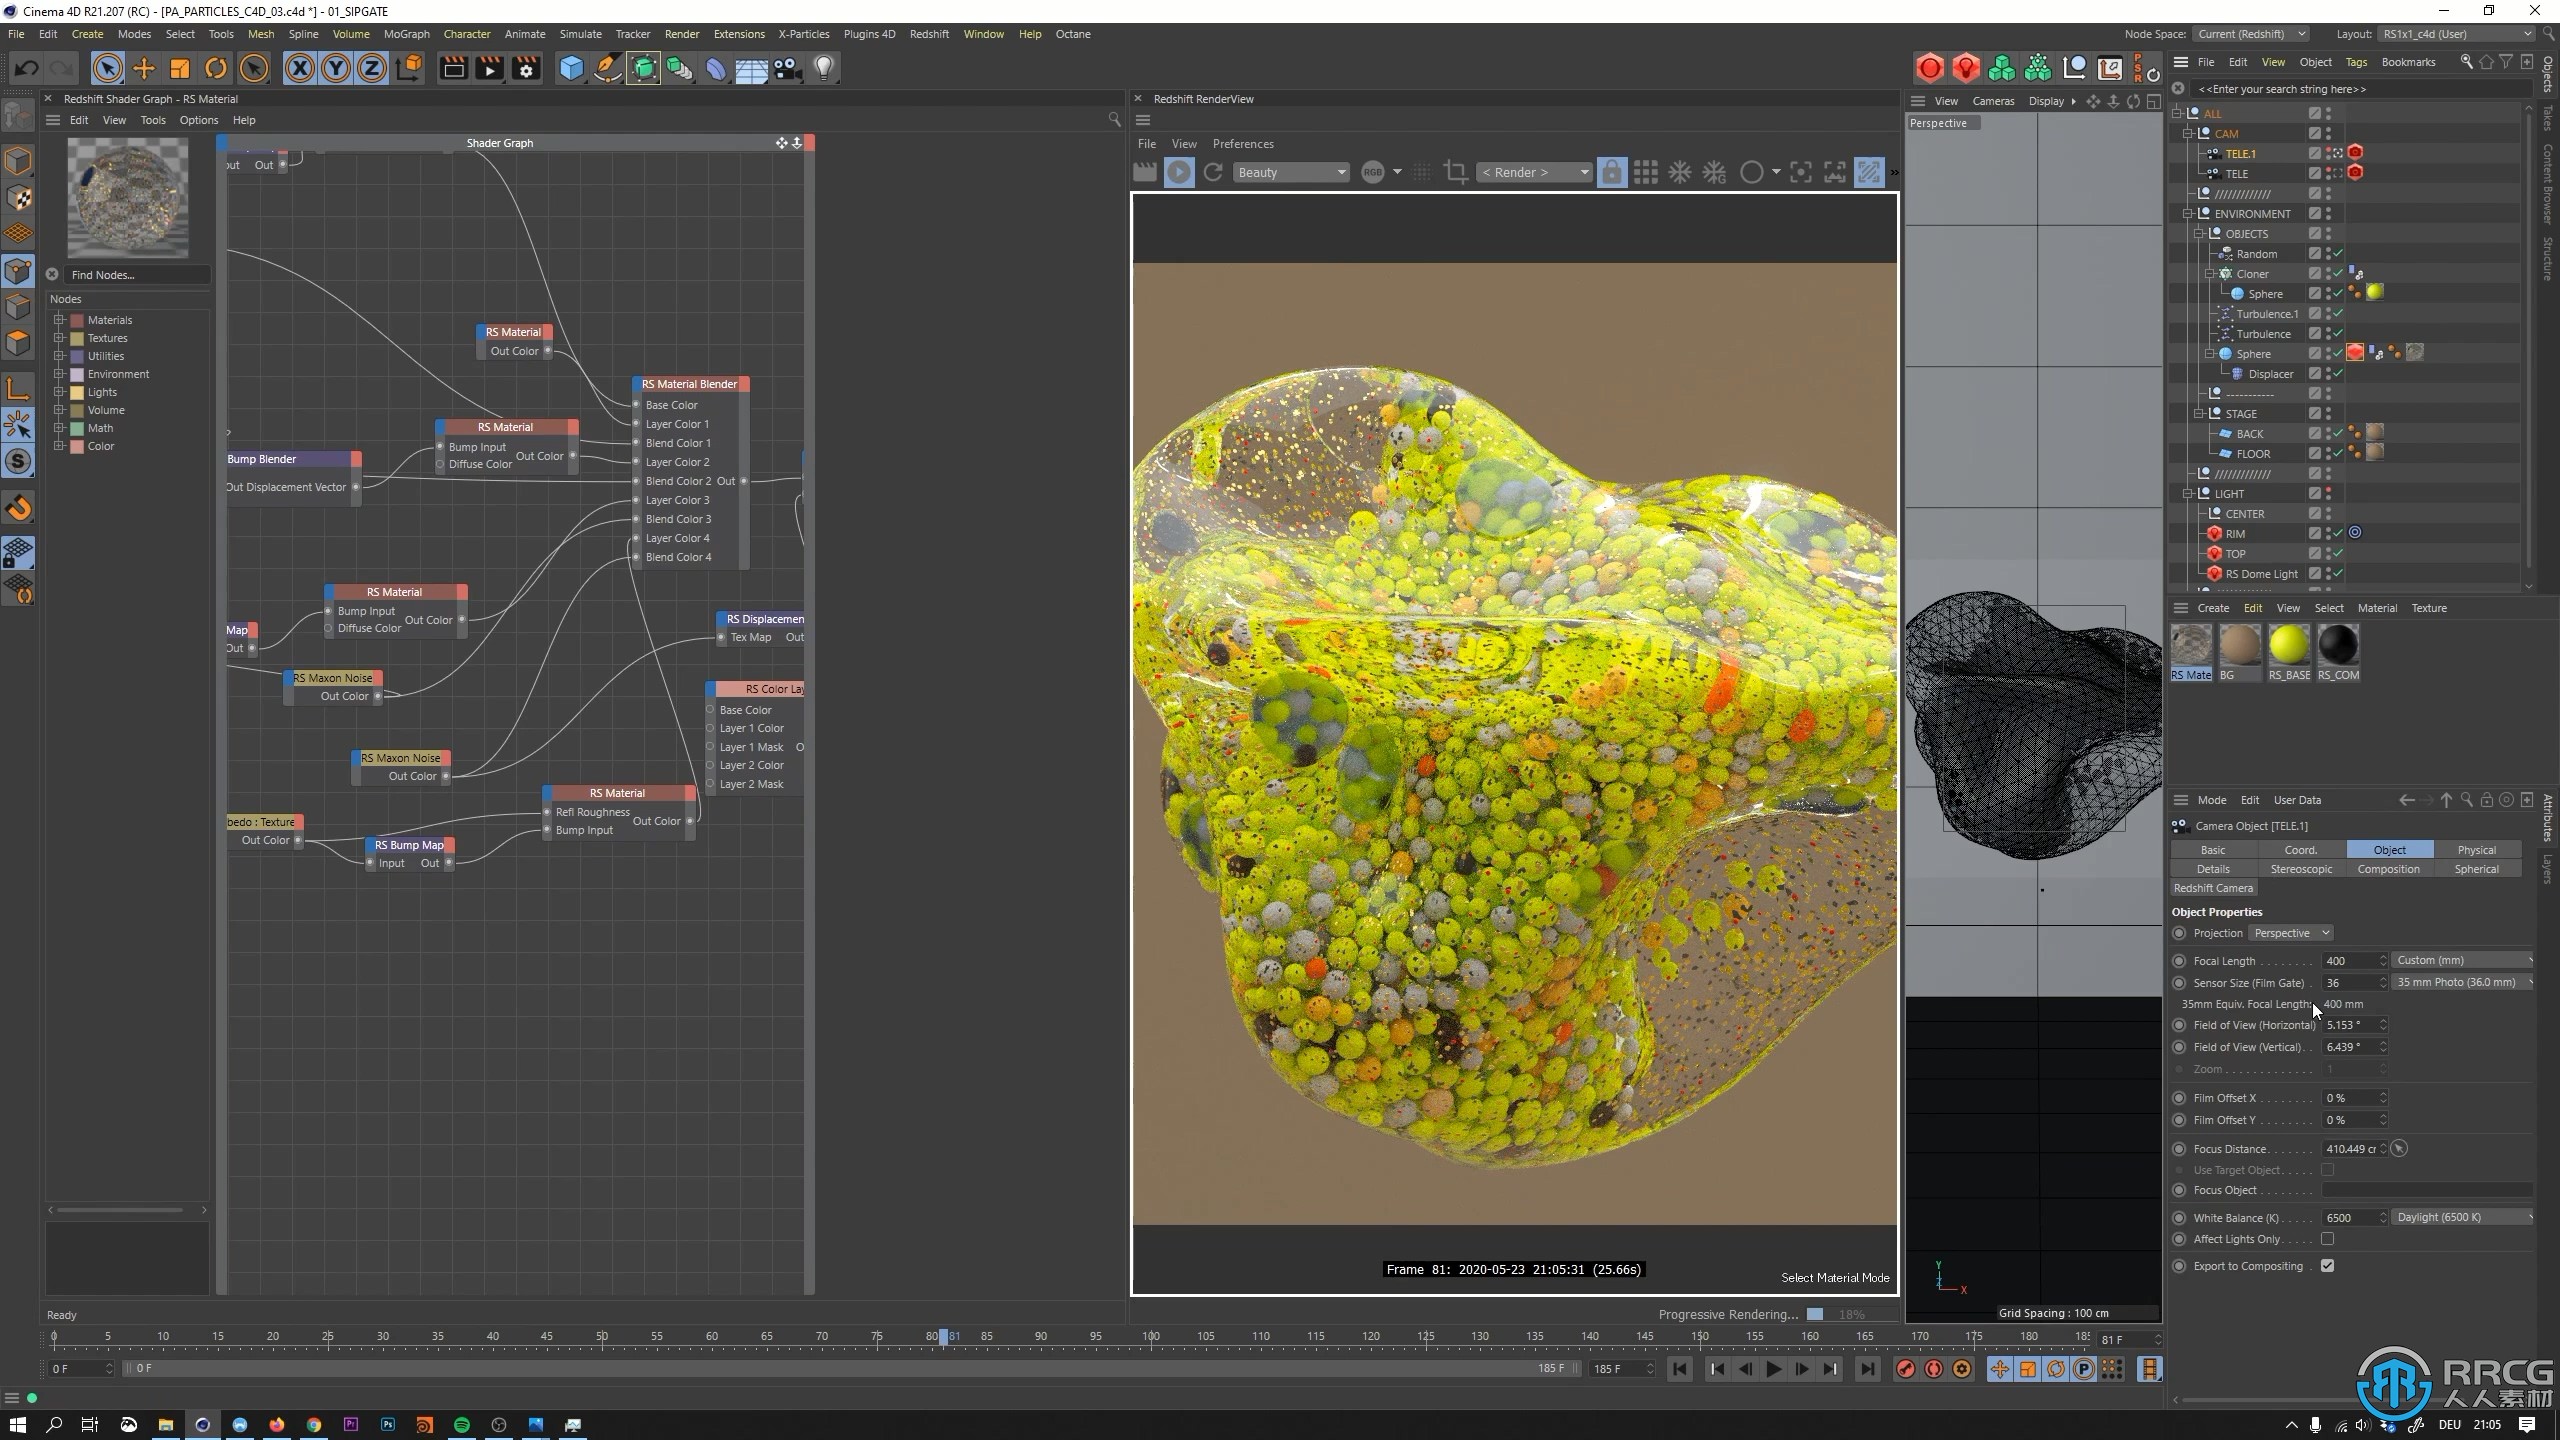 Cinema 4D R21.207 (RC) - [PA_PARTICLES_C4D_03.c4d *] - 01_SIPGATE
File Edit Create Modes Select Tools Mesh Spline Volume MoGraph Character Animate Simulate Tracker Render Extensions X-Particles Plugins 4D Redshift Window Help Octane
Node Space: Current (Redshift) Layout: RS1x1_c4d (User)
Redshift Shader Graph - RS Material
Edit View Tools Options Help
Shader Graph
Find Nodes...
Nodes
Materials
Textures
Utilities
Environment
Lights
Volume
Math
Color
out Out
RS Material
Out Color
RS Material Blender
Base Color
Layer Color 1
Blend Color 1
Layer Color 2
Blend Color 2 Out
Layer Color 3
Blend Color 3
Layer Color 4
Blend Color 4
RS Material
Bump Input
Diffuse Color
Out Color
Bump Blender
Out Displacement Vector
RS Material
Bump Input
Diffuse Color
Out Color
Map
Out
RS Maxon Noise
Out Color
RS Maxon Noise
Out Color
RS Displacemen
Tex Map Out
RS Color Lay
Base Color
Layer 1 Color
Layer 1 Mask O
Layer 2 Color
Layer 2 Mask
RS Material
Refl Roughness
Bump Input
Out Color
bedo : Texture
Out Color
RS Bump Map
Input Out
Ready
Redshift RenderView
File View Preferences
Beauty
RGB
< Render >
Frame 81: 2020-05-23 21:05:31 (25.66s)
Select Material Mode
Progressive Rendering... 18%
View Cameras Display
Perspective
Y
Z
X
Grid Spacing : 100 cm
File Edit View Object Tags Bookmarks
<<Enter your search string here>>
ALL
CAM
TELE.1
TELE
/////////////
ENVIRONMENT
OBJECTS
Random
Cloner
Sphere
Turbulence.1
Turbulence
Sphere
Displacer
-----------
STAGE
BACK
FLOOR
/////////////
LIGHT
CENTER
RIM
TOP
RS Dome Light
Objects
Takes
Content Browser
Structure
Create Edit View Select Material Texture
RS Mate BG RS_BASE RS_COM
Mode Edit User Data
Attributes
Layers
Camera Object [TELE.1]
Basic Coord. Object Physical
Details Stereoscopic Composition Spherical
Redshift Camera
Object Properties
Projection Perspective
Focal Length 400 Custom (mm)
Sensor Size (Film Gate) 36 35 mm Photo (36.0 mm)
35mm Equiv. Focal Length: 400 mm
Field of View (Horizontal) 5.153 °
Field of View (Vertical) 6.439 °
Zoom 1
Film Offset X 0 %
Film Offset Y 0 %
Focus Distance 410.449 cr
Use Target Object
Focus Object
White Balance (K) 6500 Daylight (6500 K)
Affect Lights Only
Export to Compositing
0 5 10 15 20 25 30 35 40 45 50 55 60 65 70 75 80 81 85 90 95 100 105 110 115 120 125 130 135 140 145 150 155 160 165 170 175 180 185 81 F
0 F 0 F 185 F 185 F
RRCG
人人素材
DEU 21:05